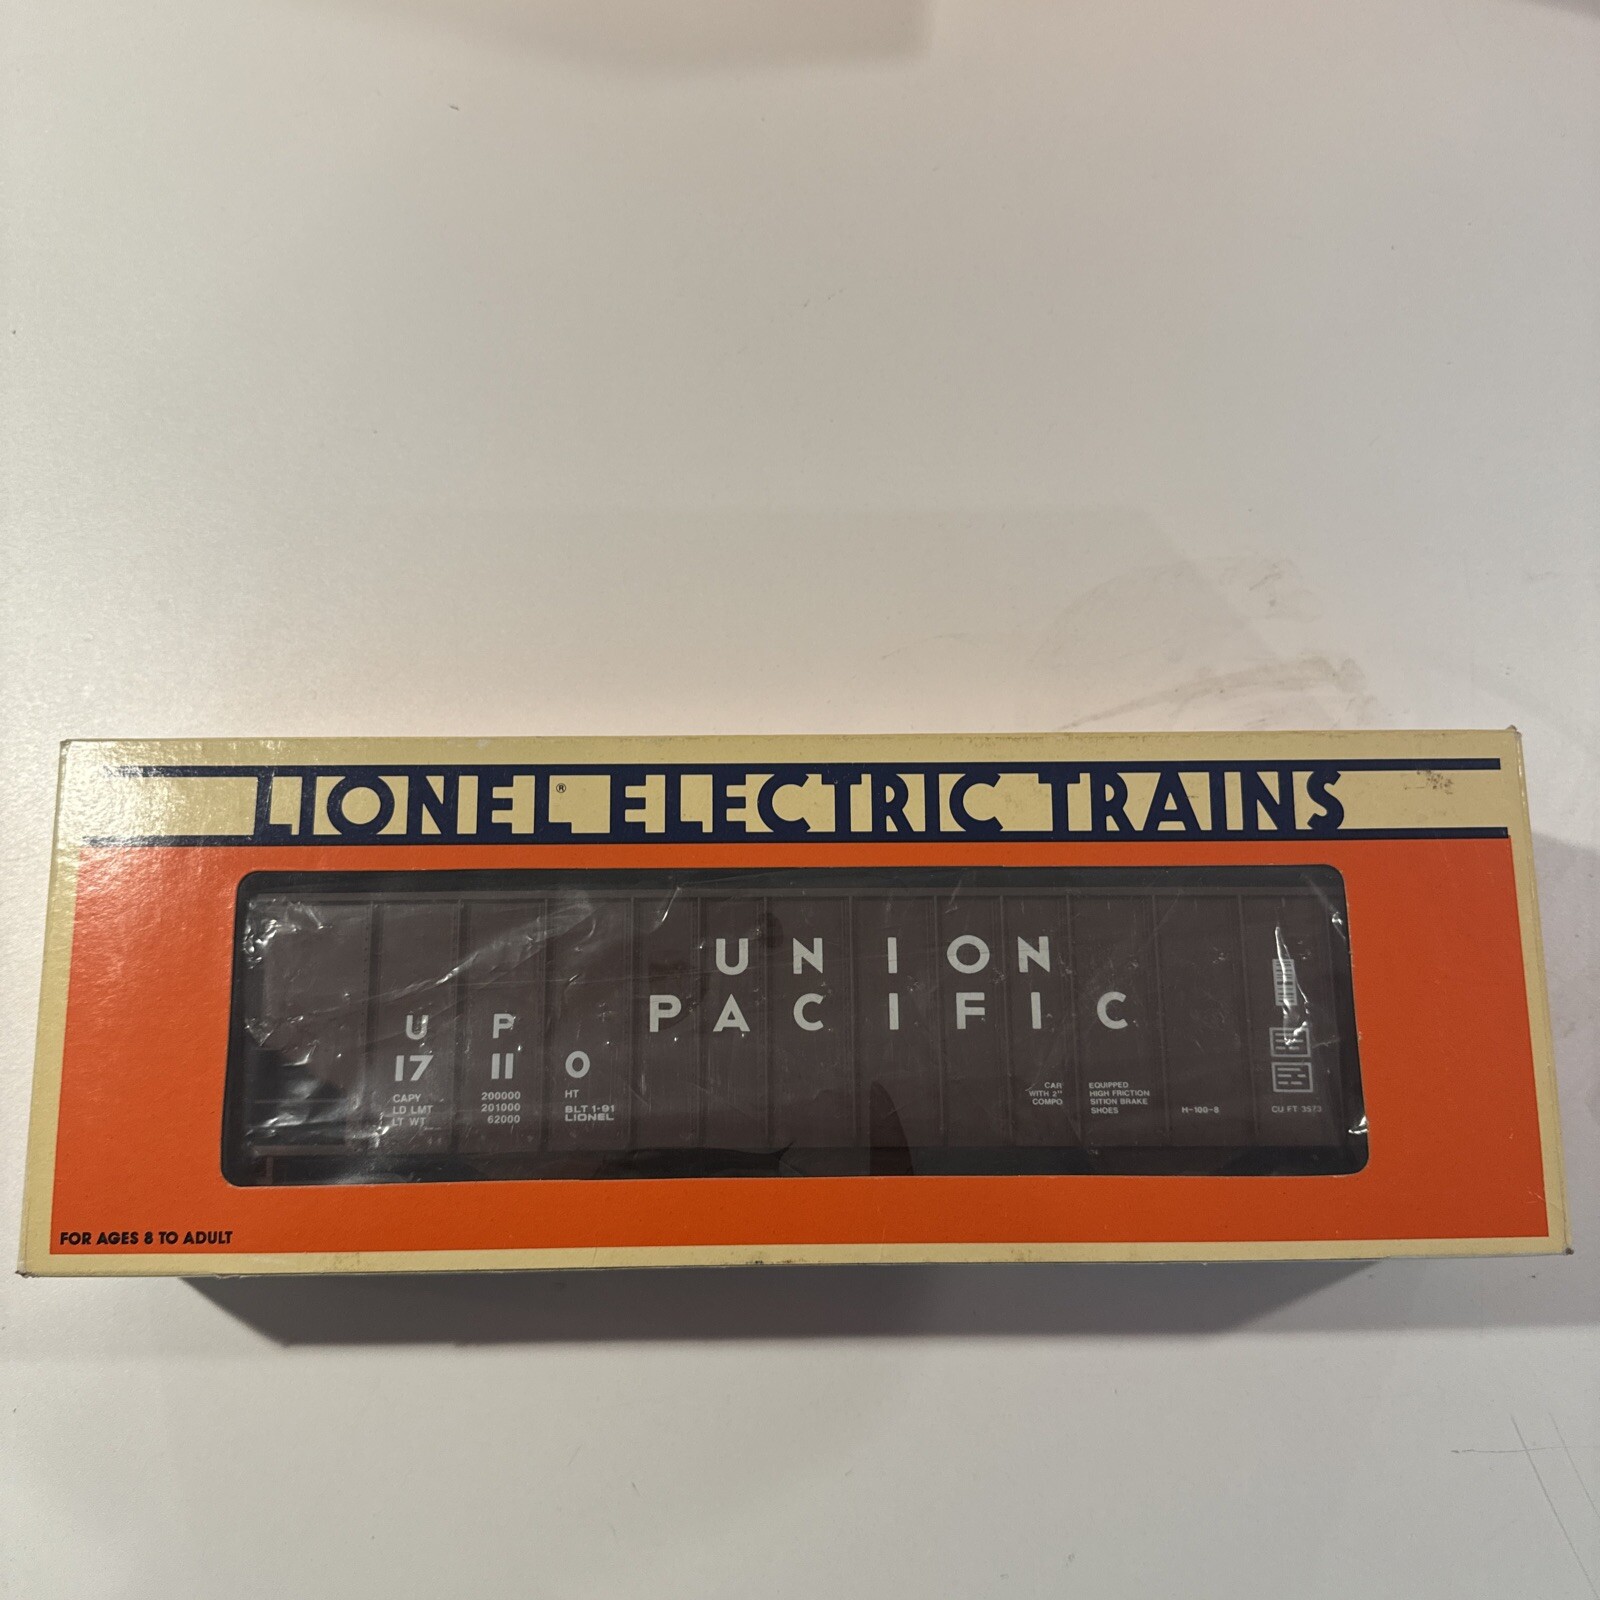 LIONEL® ELECTRIC TRAINS
UNION
PACIFIC
U P
17 11 0
CAPY 200000 HT
LD LMT 201000 BLT 1-91
LT WT 62000 LIONEL
CAR EQUIPPED
WITH 2" HIGH FRICTION
COMPO SITION BRAKE
SHOES
H-100-8
CU FT 3573
FOR AGES 8 TO ADULT